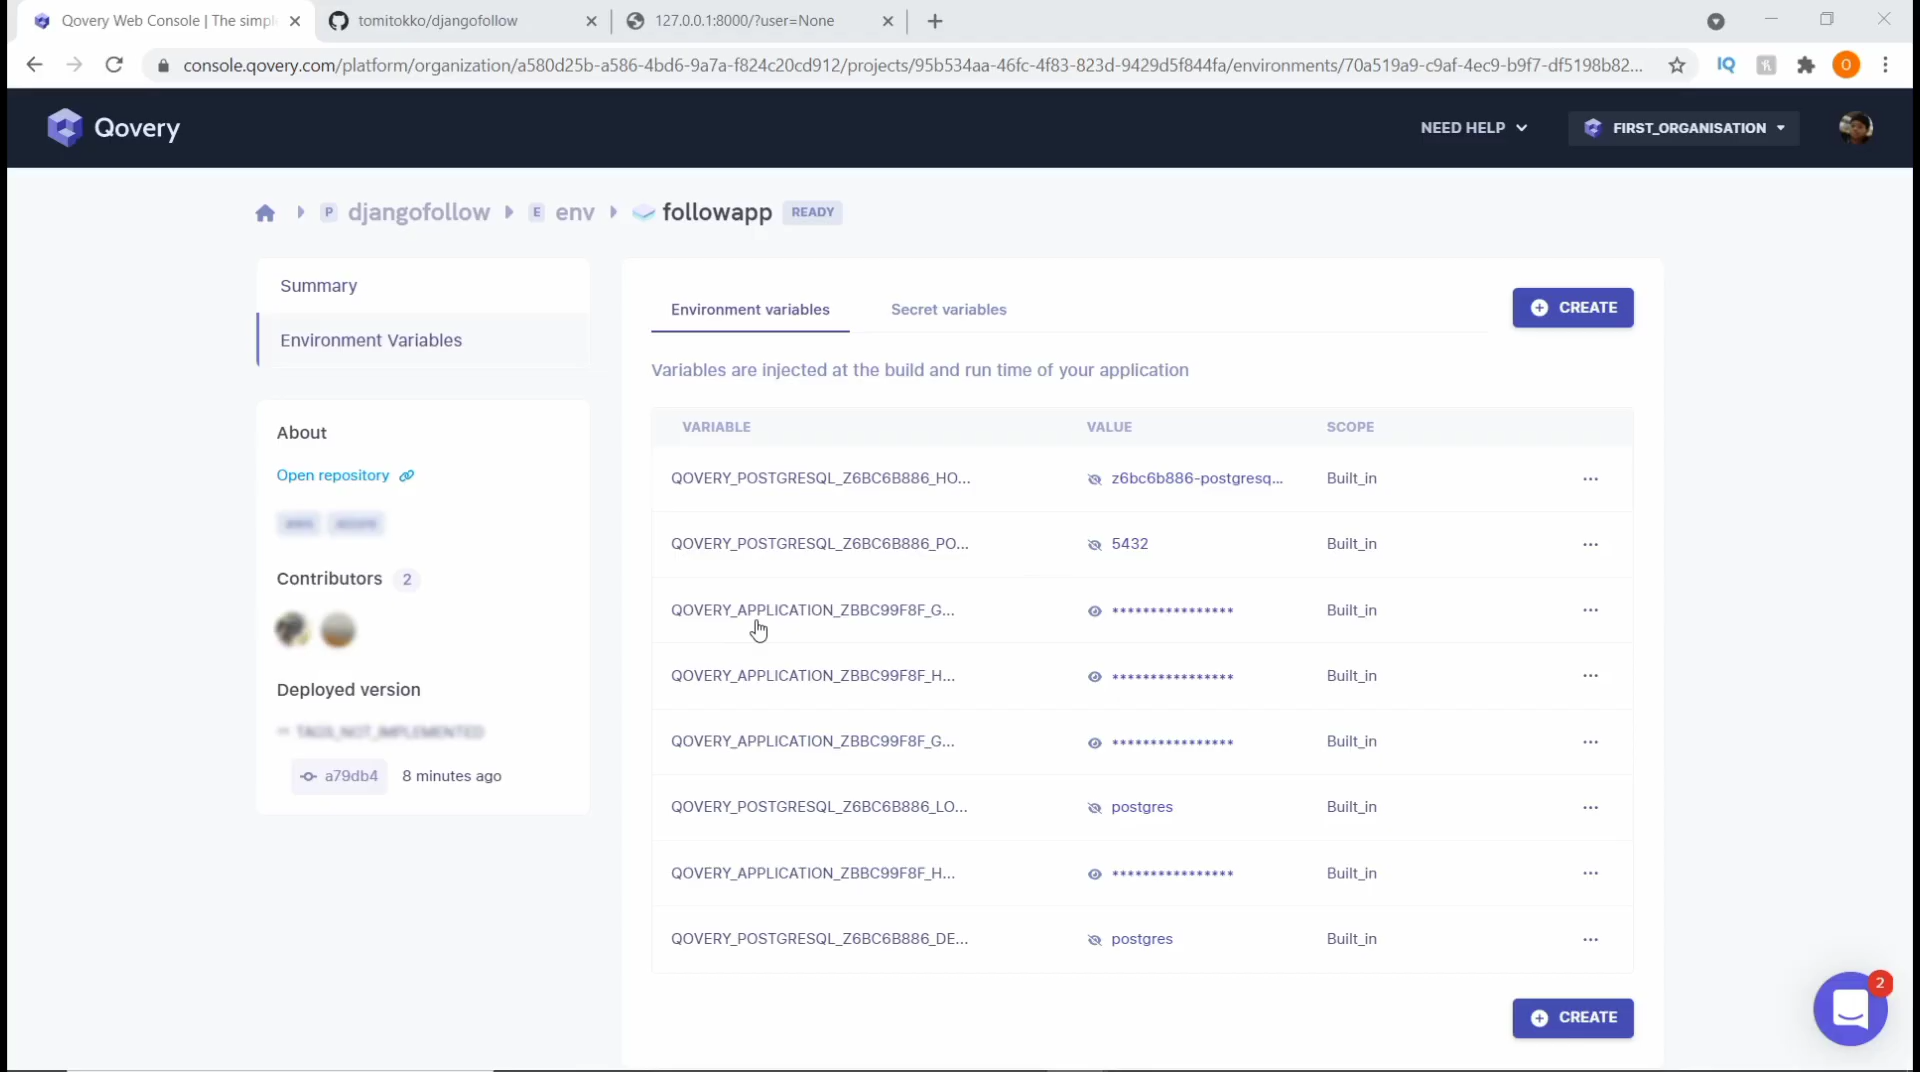 Qovery Web Console | The simpl
tomitokko/djangofollow
127.0.0.1:8000/?user=None
console.qovery.com/platform/organization/a580d25b-a586-4bd6-9a7a-f824c20cd912/projects/95b534aa-46fc-4f83-823d-9429d5f844fa/environments/70a519a9-c9af-4ec9-b9f7-df5198b82...
IQ
O
Qovery
NEED HELP
FIRST_ORGANISATION
P djangofollow E env followapp READY
Summary
Environment Variables
About
Open repository
Contributors 2
Deployed version
TAGS_NOT_IMPLEMENTED
a79db4 8 minutes ago
Environment variables
Secret variables
CREATE
Variables are injected at the build and run time of your application
VARIABLE VALUE SCOPE
QOVERY_POSTGRESQL_Z6BC6B886_HO... z6bc6b886-postgresq... Built_in ...
QOVERY_POSTGRESQL_Z6BC6B886_PO... 5432 Built_in ...
QOVERY_APPLICATION_ZBBC99F8F_G... **************** Built_in ...
QOVERY_APPLICATION_ZBBC99F8F_H... **************** Built_in ...
QOVERY_APPLICATION_ZBBC99F8F_G... **************** Built_in ...
QOVERY_POSTGRESQL_Z6BC6B886_LO... postgres Built_in ...
QOVERY_APPLICATION_ZBBC99F8F_H... **************** Built_in ...
QOVERY_POSTGRESQL_Z6BC6B886_DE... postgres Built_in ...
CREATE
2